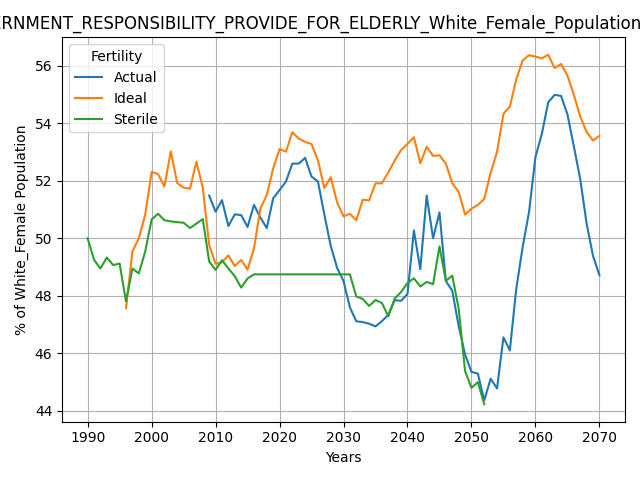 ERNMENT_RESPONSIBILITY_PROVIDE_FOR_ELDERLY_White_Female_Population
Fertility
Actual
Ideal
Sterile
% of White_Female Population
56
54
52
50
48
46
44
1990 2000 2010 2020 2030 2040 2050 2060 2070
Years